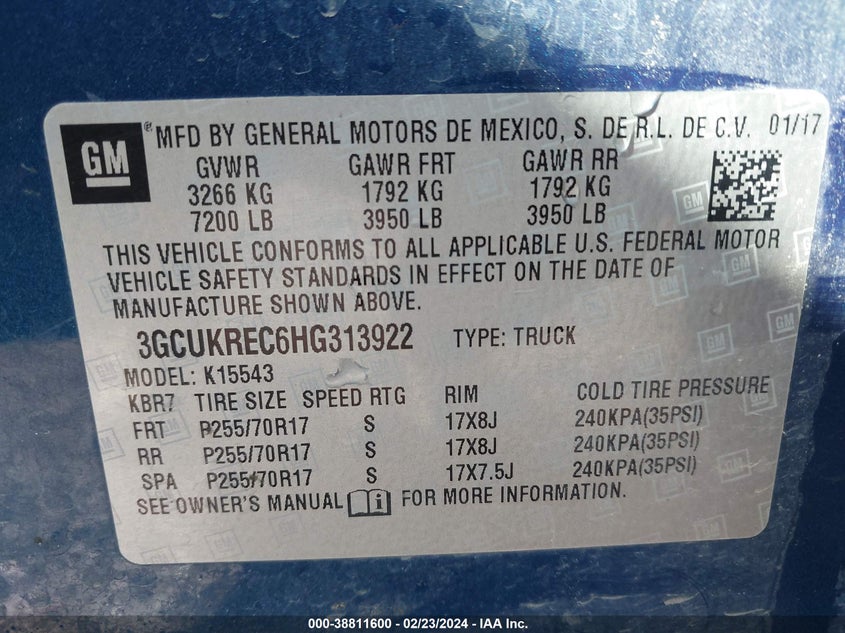 GM
® MFD BY GENERAL MOTORS DE MEXICO, S. DE R.L. DE C.V. 01/17
GVWR GAWR FRT GAWR RR
3266 KG 1792 KG 1792 KG
7200 LB 3950 LB 3950 LB
THIS VEHICLE CONFORMS TO ALL APPLICABLE U.S. FEDERAL MOTOR
VEHICLE SAFETY STANDARDS IN EFFECT ON THE DATE OF
MANUFACTURE SHOWN ABOVE.
3GCUKREC6HG313922 TYPE: TRUCK
MODEL: K15543
KBR7 TIRE SIZE SPEED RTG RIM COLD TIRE PRESSURE
FRT P255/70R17 S 17X8J 240KPA(35PSI)
RR P255/70R17 S 17X8J 240KPA(35PSI)
SPA P255/70R17 S 17X7.5J 240KPA(35PSI)
SEE OWNER'S MANUAL i FOR MORE INFORMATION.
000-38811600 - 02/23/2024 - IAA Inc.